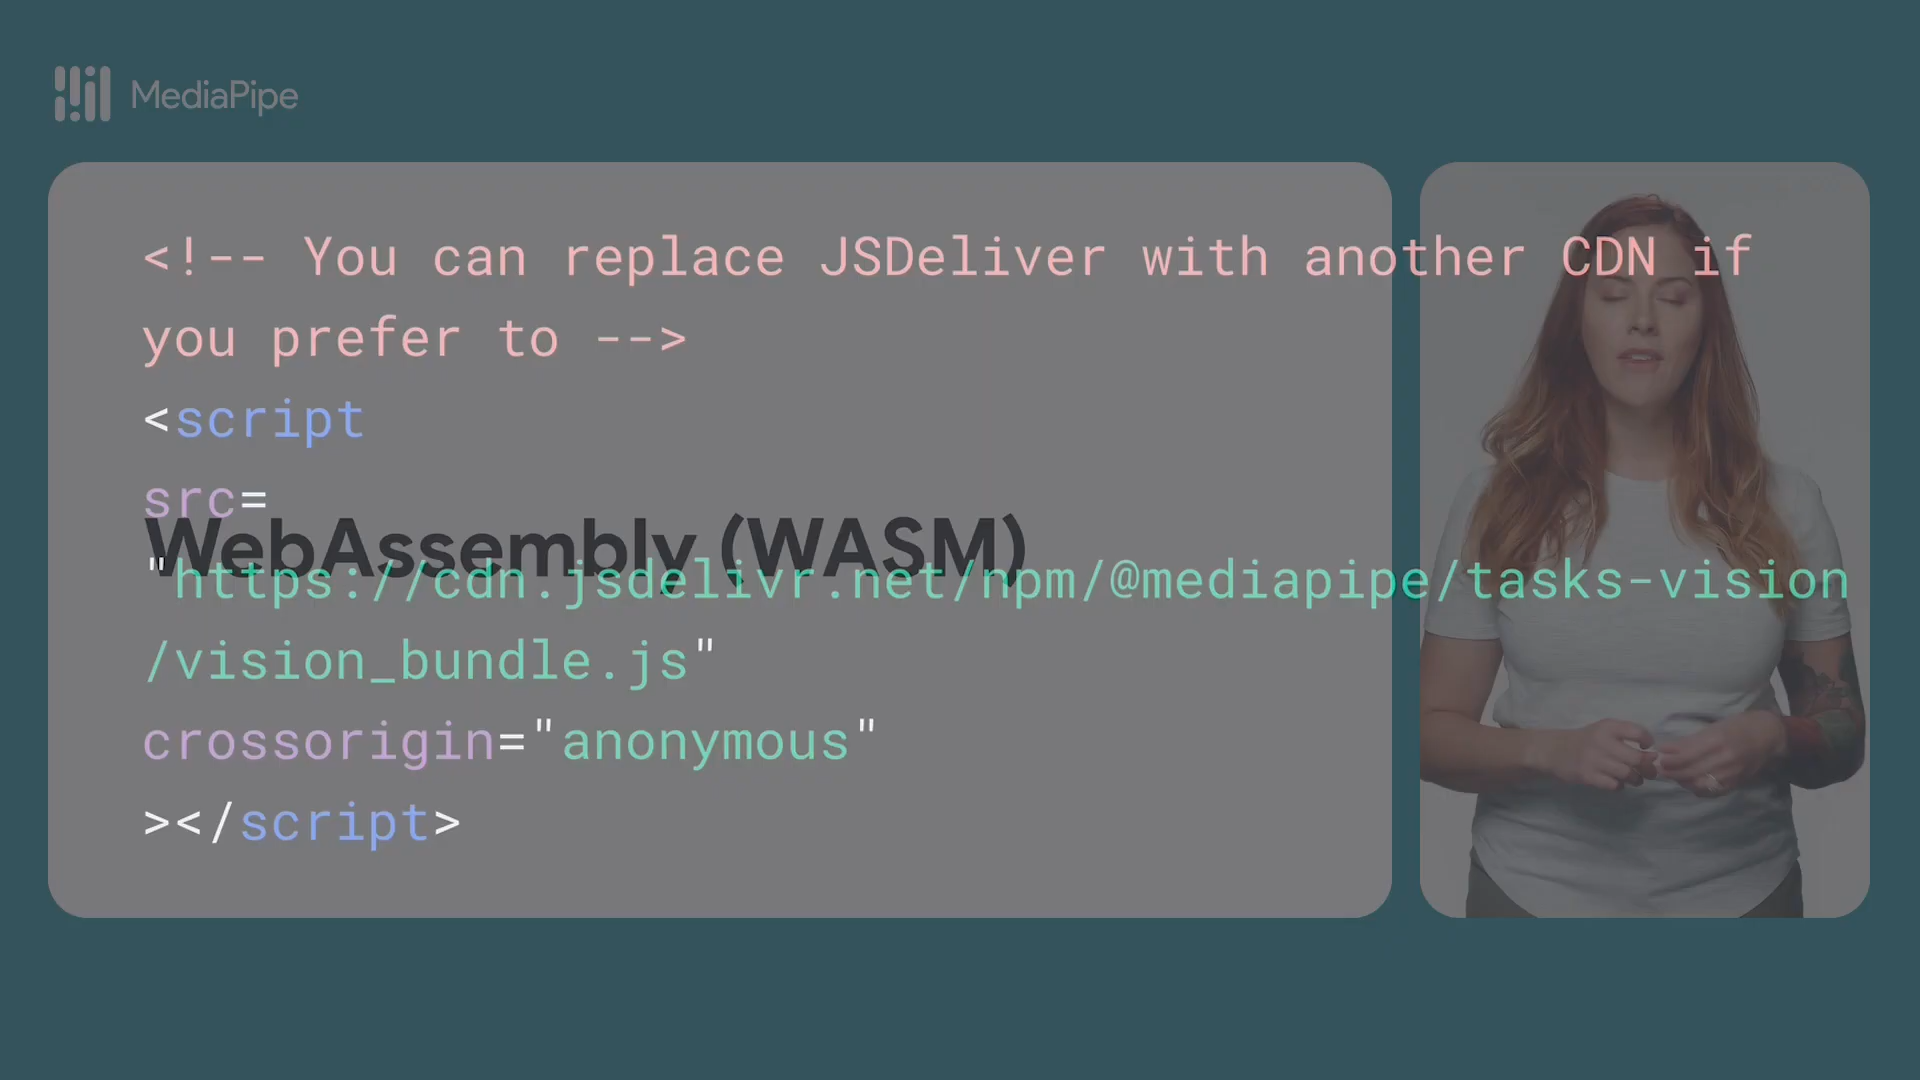 MediaPipe
<!-- You can replace JSDeliver with another CDN if
you prefer to -->
<script
src=
WebAssembly (WASM)
"https://cdn.jsdelivr.net/npm/@mediapipe/tasks-vision
/vision_bundle.js"
crossorigin="anonymous"
></script>